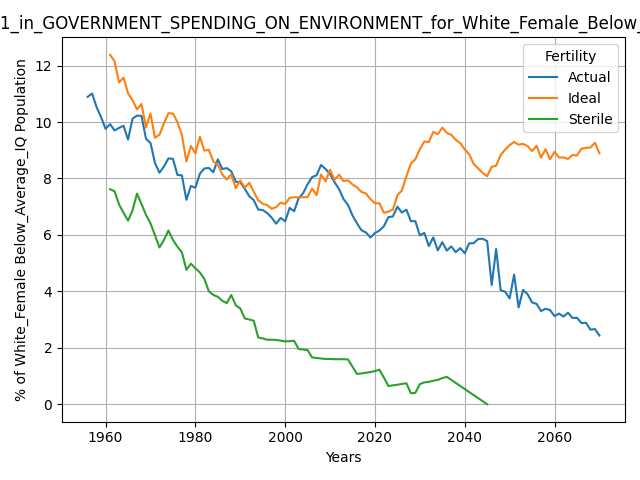 1_in_GOVERNMENT_SPENDING_ON_ENVIRONMENT_for_White_Female_Below_
% of White_Female Below_Average_IQ Population
12
10
8
6
4
2
0
Fertility
Actual
Ideal
Sterile
1960 1980 2000 2020 2040 2060
Years